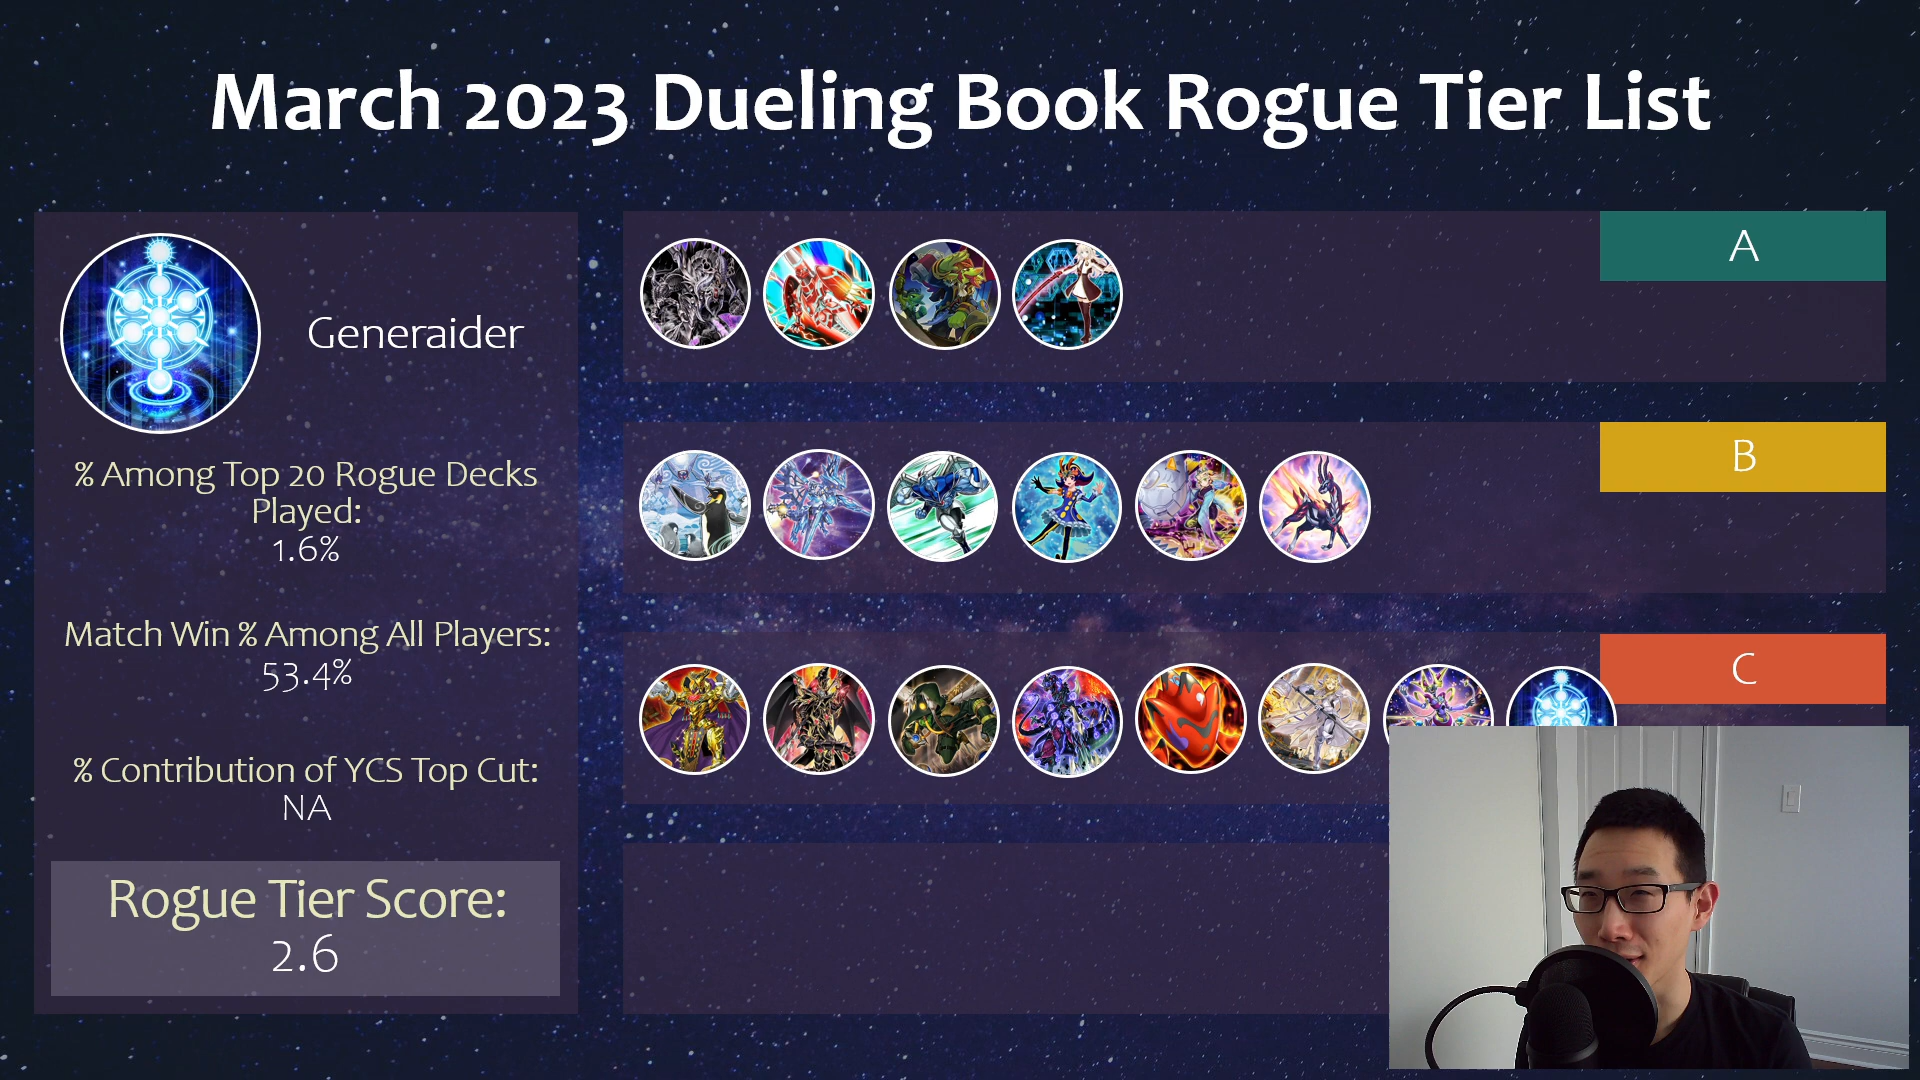 March 2023 Dueling Book Rogue Tier List
Generaider
% Among Top 20 Rogue Decks
Played:
1.6%
Match Win % Among All Players:
53.4%
% Contribution of YCS Top Cut:
NA
Rogue Tier Score:
2.6
A
B
C